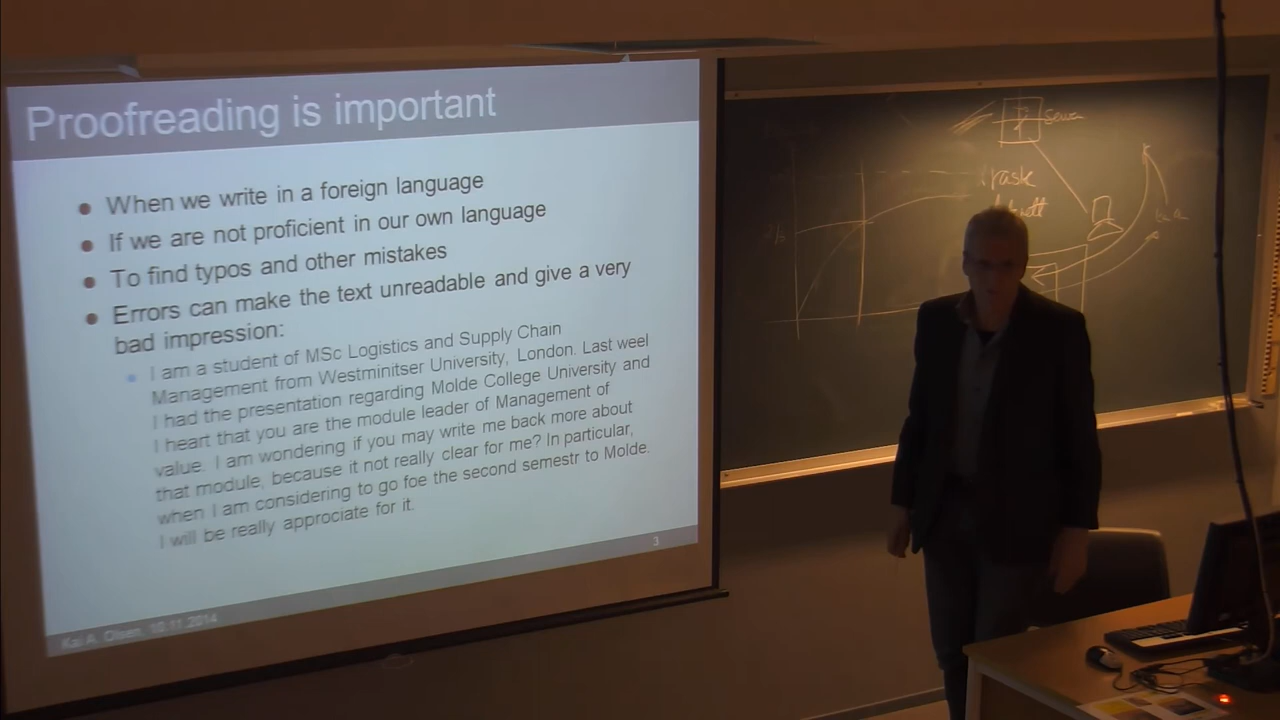 Proofreading is important
• When we write in a foreign language
• If we are not proficient in our own language
• To find typos and other mistakes
• Errors can make the text unreadable and give a very
bad impression:
• I am a student of MSc Logistics and Supply Chain
Management from Westminitser University, London. Last weel
I had the presentation regarding Molde College University and
I heart that you are the module leader of Management of
value. I am wondering if you may write me back more about
that module, because it not really clear for me? In particular,
when I am considering to go foe the second semestr to Molde.
I will be really approciate for it.
3
Kai A. Olsen, 10.11.2014
rask